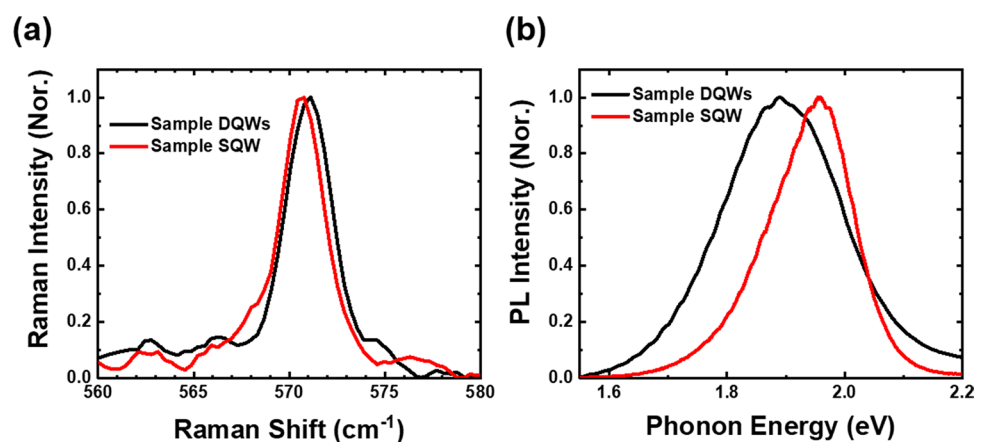 (a)
Raman Intensity (Nor.)
1.0
0.8
0.6
0.4
0.2
0.0
Sample DQWs
Sample SQW
560 565 570 575 580
Raman Shift (cm-1)
(b)
PL Intensity (Nor.)
1.0
0.8
0.6
0.4
0.2
0.0
Sample DQWs
Sample SQW
1.6 1.8 2.0 2.2
Phonon Energy (eV)